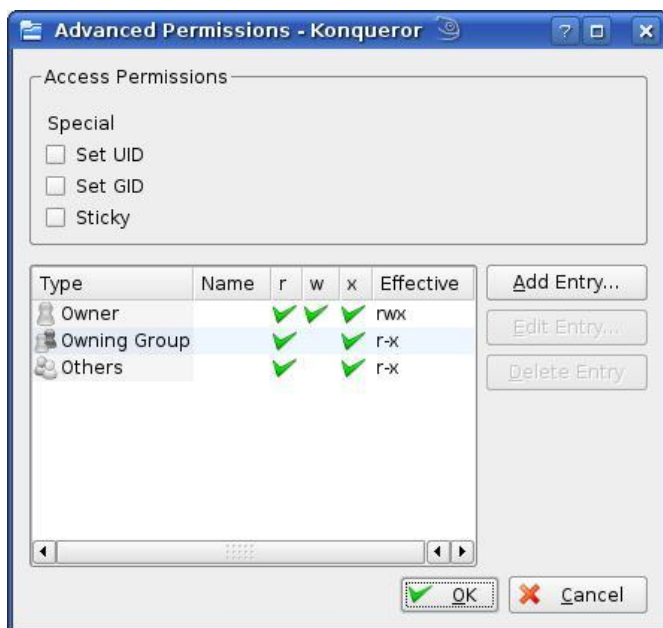 Advanced Permissions - Konqueror
Access Permissions
Special
Set UID
Set GID
Sticky
Type Name r w x Effective
Owner rwx
Owning Group r-x
Others r-x
Add Entry...
Edit Entry...
Delete Entry
OK
Cancel